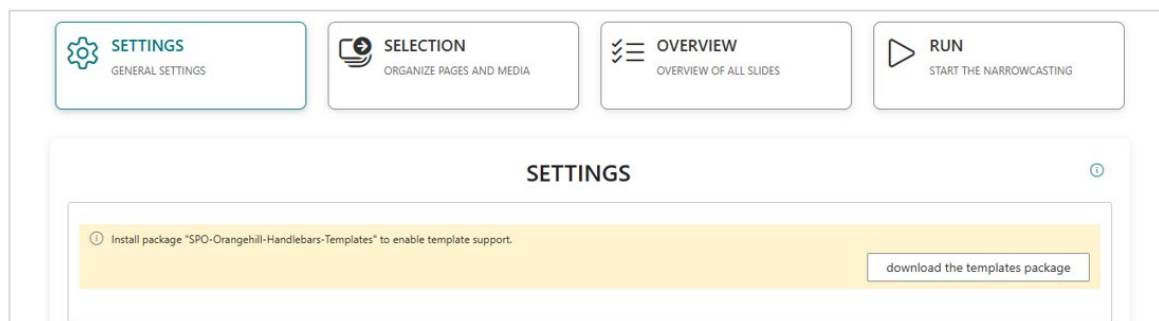 SETTINGS
GENERAL SETTINGS
SELECTION
ORGANIZE PAGES AND MEDIA
OVERVIEW
OVERVIEW OF ALL SLIDES
RUN
START THE NARROWCASTING
SETTINGS
Install package "SPO-Orangehill-Handlebars-Templates" to enable template support.
download the templates package